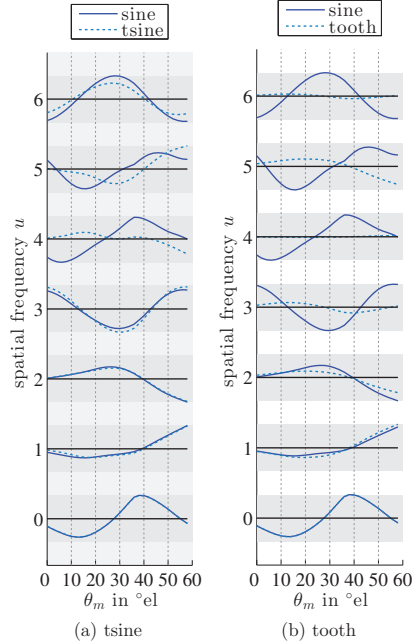 sine
tsine
sine
tooth
spatial frequency u
6
5
4
3
2
1
0
0 10 20 30 40 50 60
θm in °el
(a) tsine
spatial frequency u
6
5
4
3
2
1
0
0 10 20 30 40 50 60
θm in °el
(b) tooth